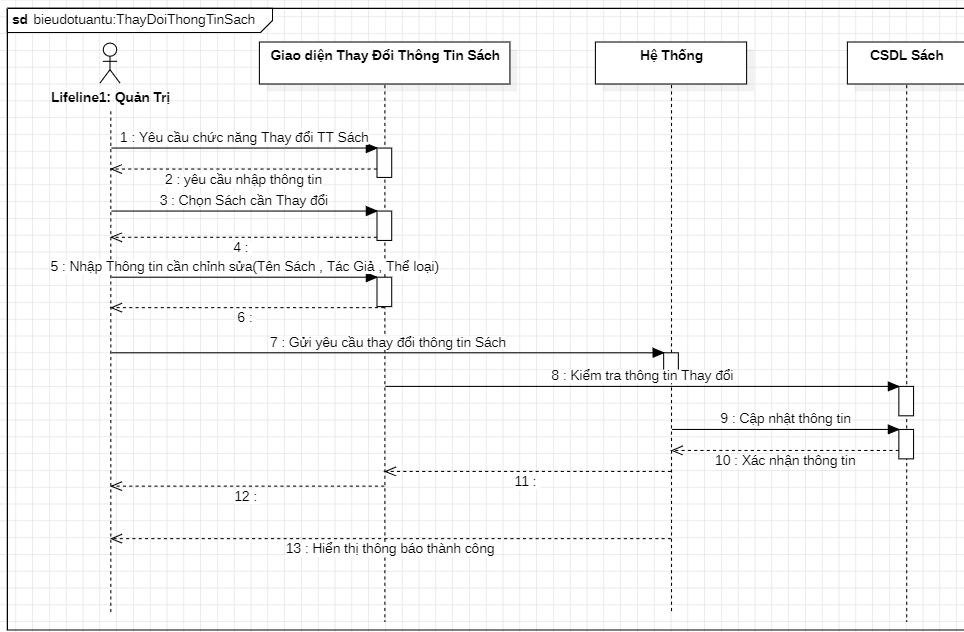 sd bieudotuantu:ThayDoiThongTinSach
Giao diện Thay Đổi Thông Tin Sách
Hệ Thống
CSDL Sách
Lifeline1: Quản Trị
1 : Yêu cầu chức năng Thay đổi TT Sách
2 : yêu cầu nhập thông tin
3 : Chọn Sách cần Thay đổi
4 :
5 : Nhập Thông tin cần chỉnh sửa(Tên Sách , Tác Giả , Thể loại)
6 :
7 : Gửi yêu cầu thay đổi thông tin Sách
8 : Kiểm tra thông tin Thay đổi
9 : Cập nhật thông tin
10 : Xác nhận thông tin
11 :
12 :
13 : Hiển thị thông báo thành công